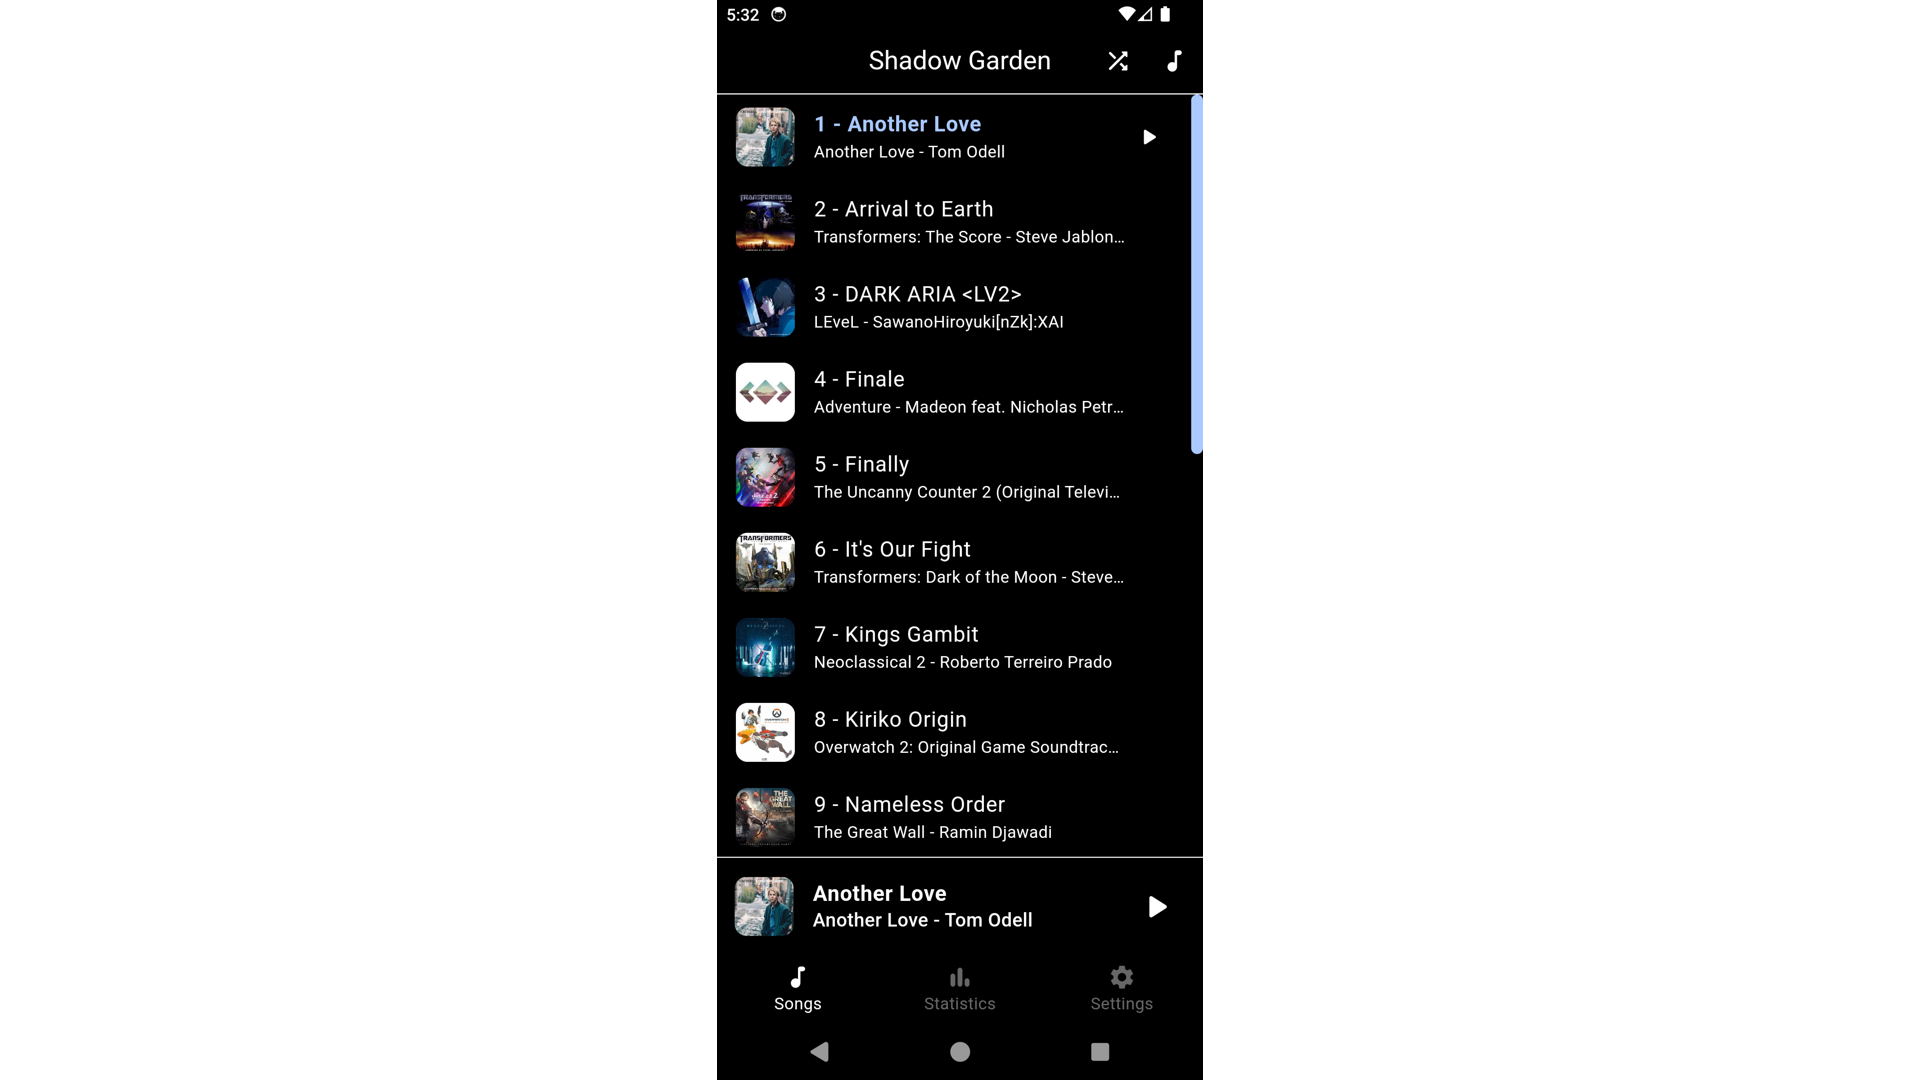 5:32
Shadow Garden
1 - Another Love
Another Love - Tom Odell
2 - Arrival to Earth
Transformers: The Score - Steve Jablon…
3 - DARK ARIA <LV2>
LEveL - SawanoHiroyuki[nZk]:XAI
4 - Finale
Adventure - Madeon feat. Nicholas Petr…
5 - Finally
The Uncanny Counter 2 (Original Televi…
TRANSFORMERS
6 - It's Our Fight
Transformers: Dark of the Moon - Steve…
7 - Kings Gambit
Neoclassical 2 - Roberto Terreiro Prado
8 - Kiriko Origin
Overwatch 2: Original Game Soundtrac…
THE GREAT WALL
9 - Nameless Order
The Great Wall - Ramin Djawadi
Another Love
Another Love - Tom Odell
Songs
Statistics
Settings